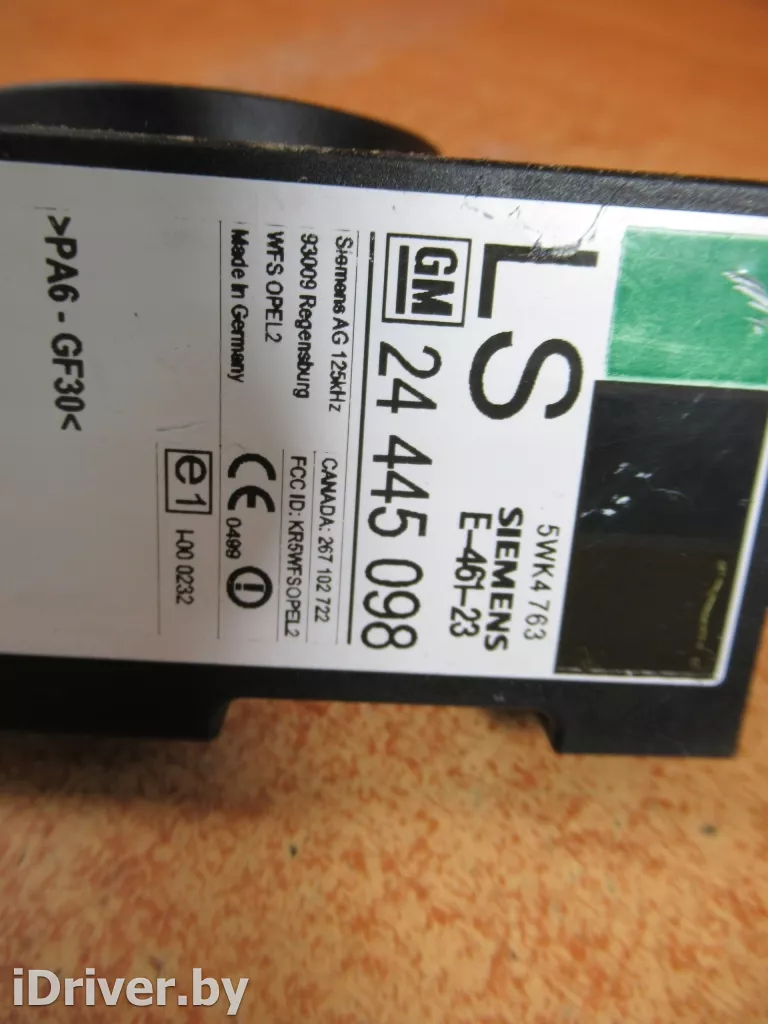 LS
5WK4 763
SIEMENS
E-461-23
GM
24 445 098
Siemens AG 125kHz
93009 Regensburg
WFS OPEL2
Made in Germany
CANADA: 267 102 722
FCC ID: KR5WFSOPEL2
CE 0499
e1 I-00 0232
>PA6 - GF30<
iDriver.by